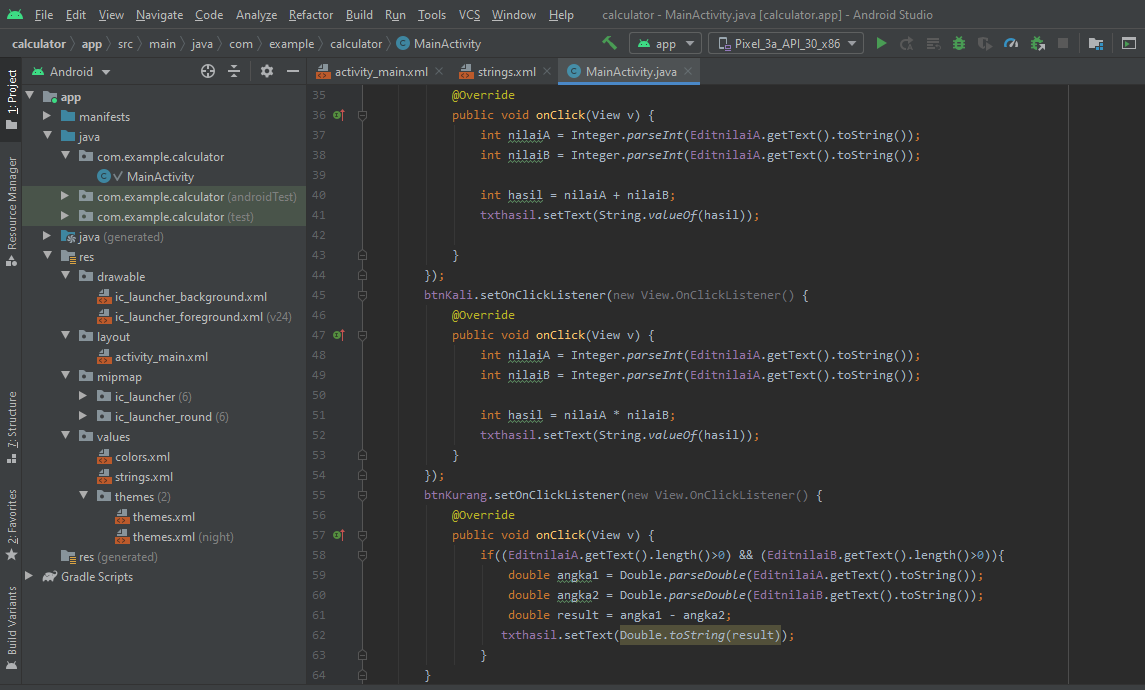 File Edit View Navigate Code Analyze Refactor Build Run Tools VCS Window Help calculator - MainActivity.java [calculator.app] - Android Studio
calculator app src main java com example calculator MainActivity app Pixel_3a_API_30_x86
Android activity_main.xml strings.xml MainActivity.java
1: Project
Resource Manager
7: Structure
2: Favorites
Build Variants
app
manifests
java
com.example.calculator
MainActivity
com.example.calculator (androidTest)
com.example.calculator (test)
java (generated)
res
drawable
ic_launcher_background.xml
ic_launcher_foreground.xml (v24)
layout
activity_main.xml
mipmap
ic_launcher (6)
ic_launcher_round (6)
values
colors.xml
strings.xml
themes (2)
themes.xml
themes.xml (night)
res (generated)
Gradle Scripts
35 @Override
36 public void onClick(View v) {
37 int nilaiA = Integer.parseInt(EditnilaiA.getText().toString());
38 int nilaiB = Integer.parseInt(EditnilaiA.getText().toString());
39
40 int hasil = nilaiA + nilaiB;
41 txthasil.setText(String.valueOf(hasil));
42
43 }
44 });
45 btnKali.setOnClickListener(new View.OnClickListener() {
46 @Override
47 public void onClick(View v) {
48 int nilaiA = Integer.parseInt(EditnilaiA.getText().toString());
49 int nilaiB = Integer.parseInt(EditnilaiA.getText().toString());
50
51 int hasil = nilaiA * nilaiB;
52 txthasil.setText(String.valueOf(hasil));
53 }
54 });
55 btnKurang.setOnClickListener(new View.OnClickListener() {
56 @Override
57 public void onClick(View v) {
58 if((EditnilaiA.getText().length()>0) && (EditnilaiB.getText().length()>0)){
59 double angka1 = Double.parseDouble(EditnilaiA.getText().toString());
60 double angka2 = Double.parseDouble(EditnilaiB.getText().toString());
61 double result = angka1 - angka2;
62 txthasil.setText(Double.toString(result));
63 }
64 }